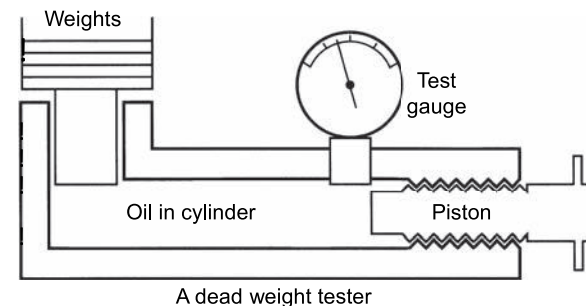 Weights
Test
gauge
Oil in cylinder
Piston
A dead weight tester